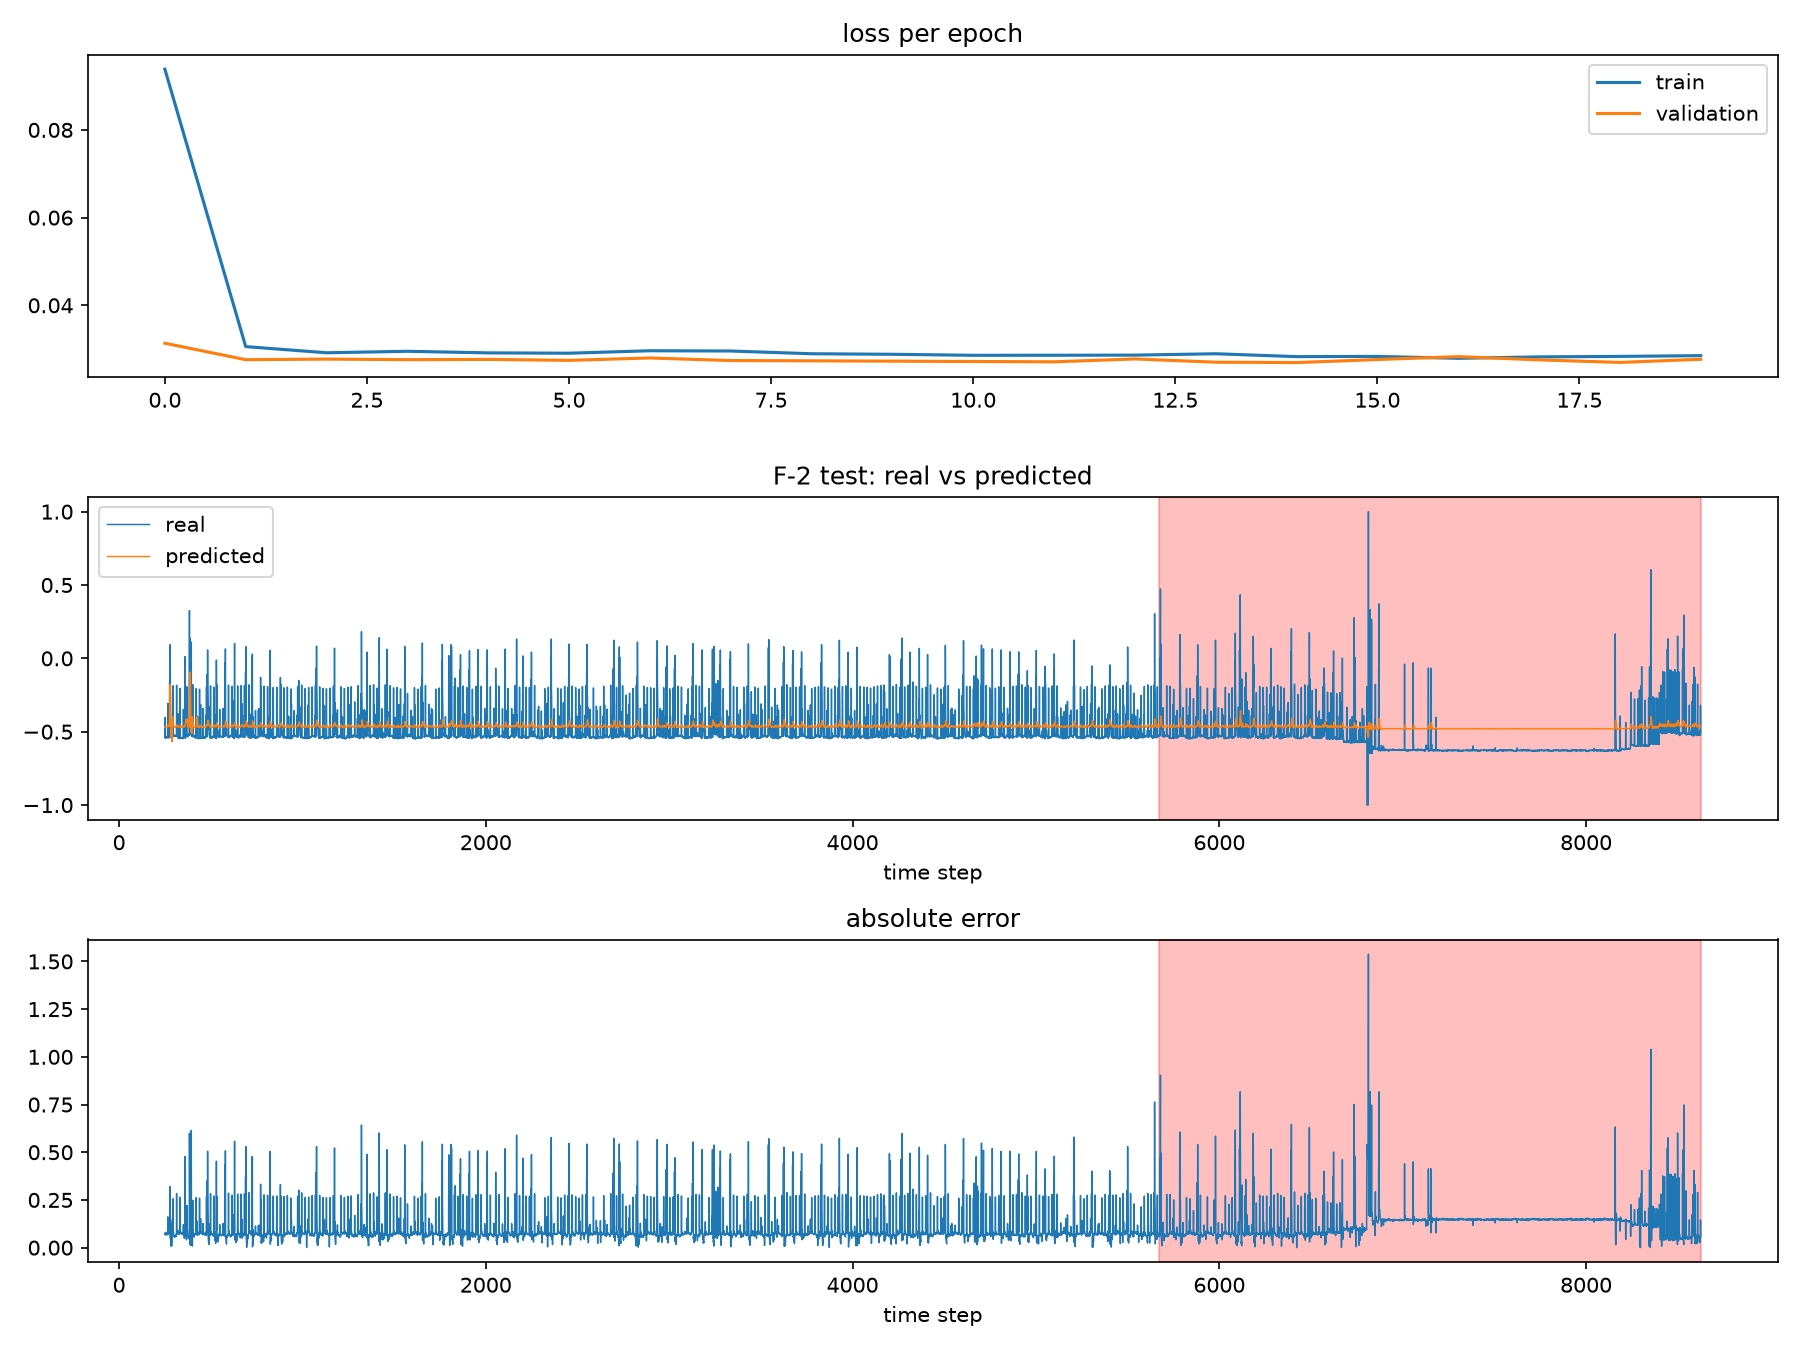 loss per epoch
train
validation
0.08
0.06
0.04
0.0 2.5 5.0 7.5 10.0 12.5 15.0 17.5
F-2 test: real vs predicted
real
predicted
1.0
0.5
0.0
−0.5
−1.0
0 2000 4000 6000 8000
time step
absolute error
1.50
1.25
1.00
0.75
0.50
0.25
0.00
0 2000 4000 6000 8000
time step